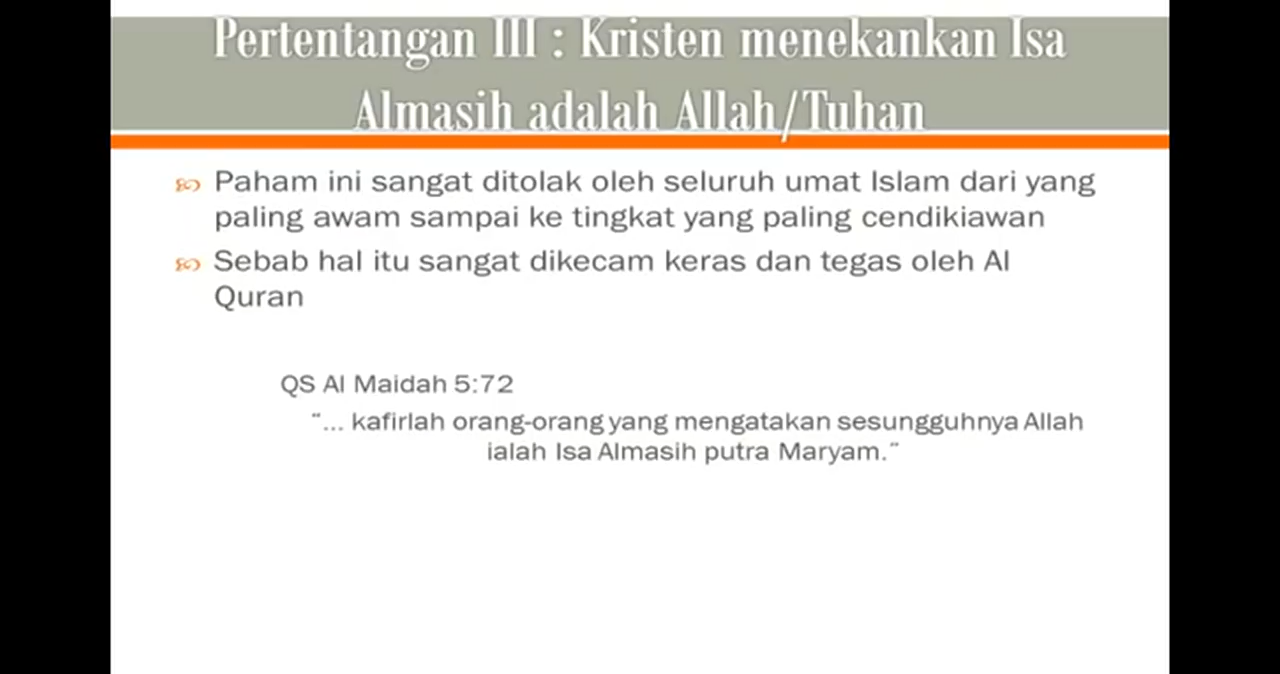 Pertentangan III : Kristen menekankan Isa
Almasih adalah Allah/Tuhan
Paham ini sangat ditolak oleh seluruh umat Islam dari yang
paling awam sampai ke tingkat yang paling cendikiawan
Sebab hal itu sangat dikecam keras dan tegas oleh Al
Quran
QS Al Maidah 5:72
“... kafirlah orang-orang yang mengatakan sesungguhnya Allah
ialah Isa Almasih putra Maryam.”